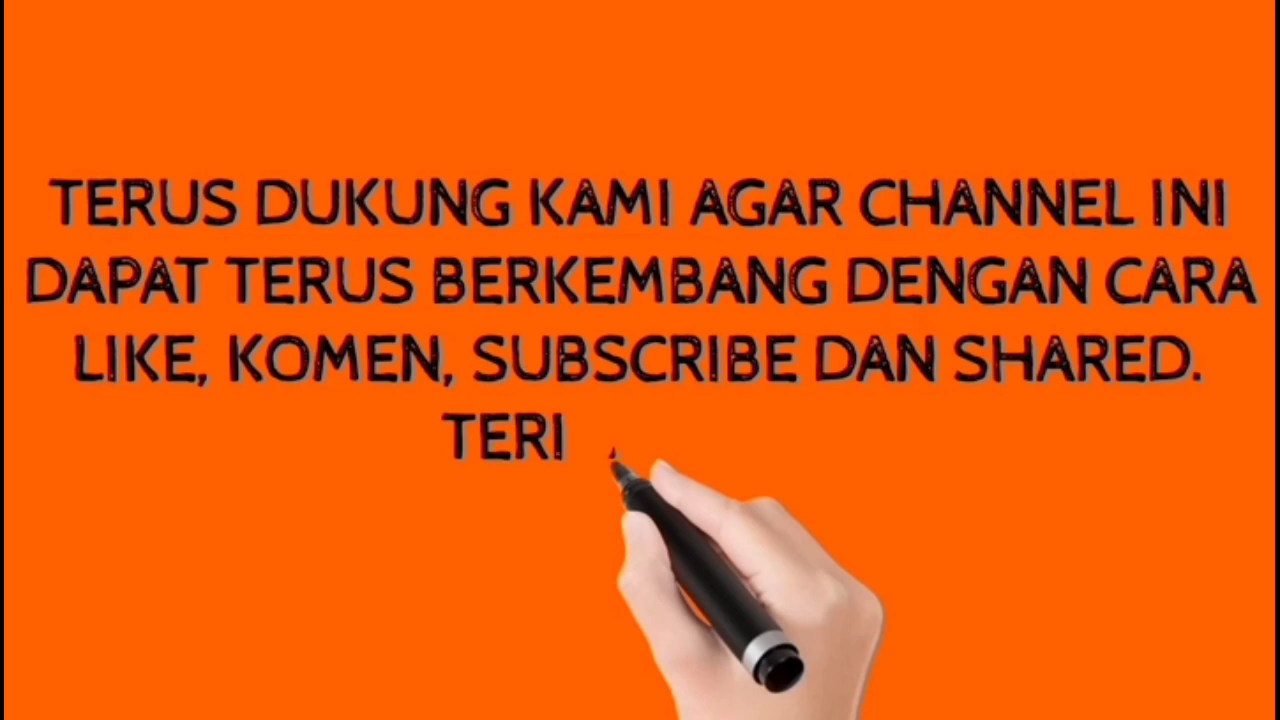 TERUS DUKUNG KAMI AGAR CHANNEL INI
DAPAT TERUS BERKEMBANG DENGAN CARA
LIKE, KOMEN, SUBSCRIBE DAN SHARED.
TERI